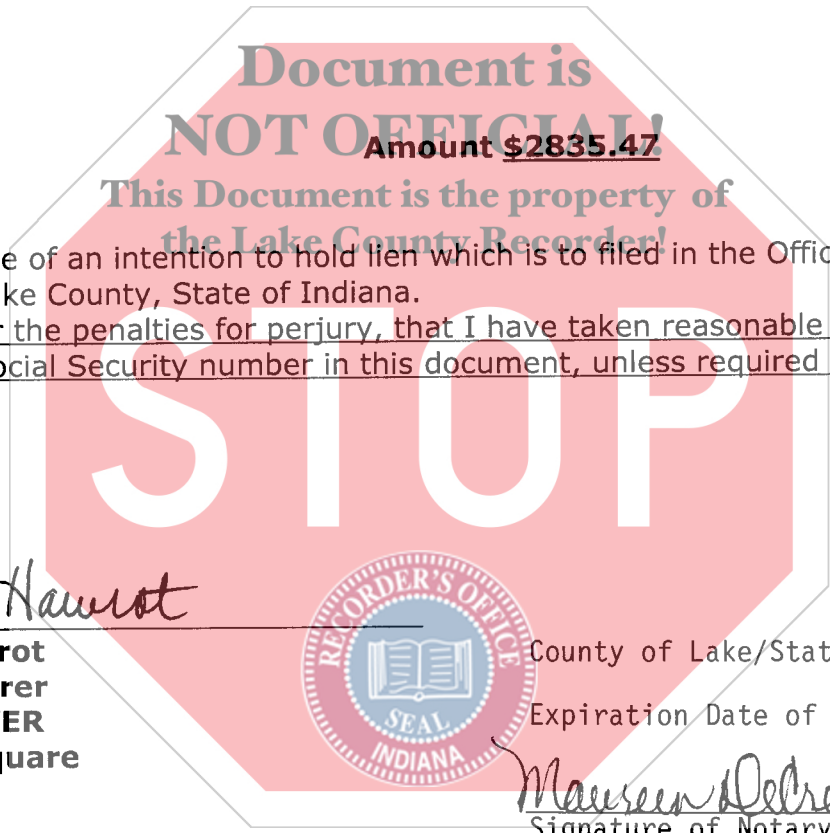 Document is
NOT OFFICIAL!
Amount $2835.47
This Document is the property of
the Lake County Recorder!
e of an intention to hold lien which is to filed in the Offic
ke County, State of Indiana.
r the penalties for perjury, that I have taken reasonable
ocial Security number in this document, unless required
STOP
Hawrot
rot
rer
ER
quare
RECORDER'S OFFICE
SEAL
INDIANA
County of Lake/Stat
Expiration Date of
Maureen
Signature of Notary